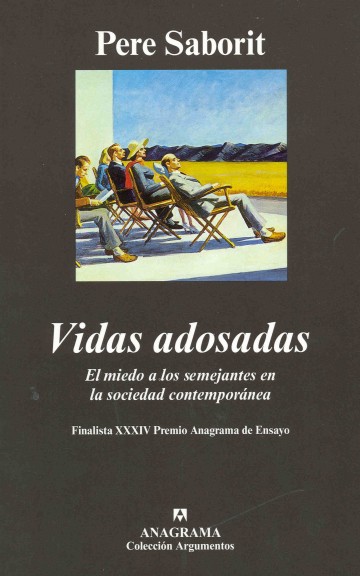 Pere Saborit
Vidas adosadas
El miedo a los semejantes en
la sociedad contemporánea
Finalista XXXIV Premio Anagrama de Ensayo
ANAGRAMA
Colección Argumentos